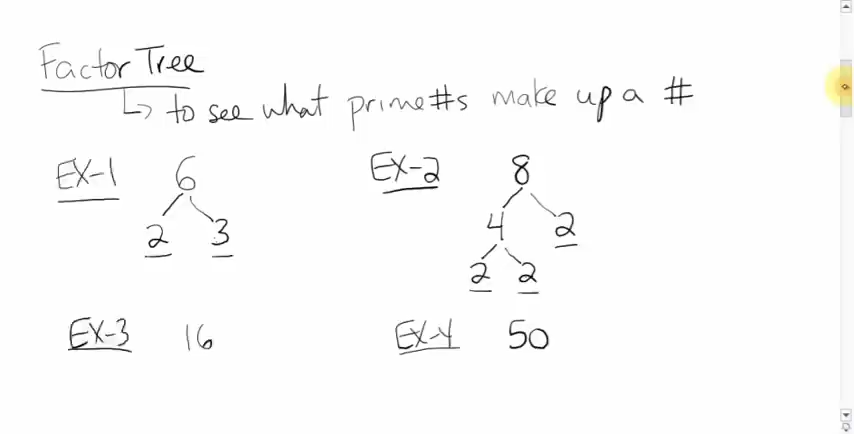 Factor Tree
↳ to see what prime #s make up a #
EX-1 6
2 3
EX-2 8
4 2
2 2
EX-3 16
EX-4 50